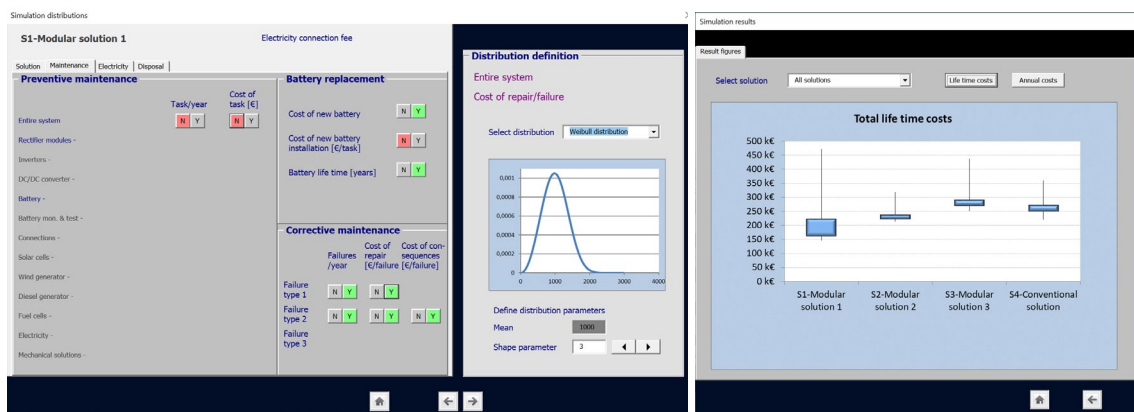 Simulation distributions
S1-Modular solution 1
Electricity connection fee
Solution Maintenance Electricity Disposal
Preventive maintenance
Task/year
Cost of
task [€]
Entire system
N Y
N Y
Rectifier modules -
Inverters -
DC/DC converter -
Battery -
Battery mon. & test -
Connections -
Solar cells -
Wind generator -
Diesel generator -
Fuel cells -
Electricity -
Mechanical solutions -
Battery replacement
Cost of new battery
N Y
Cost of new battery
installation [€/task]
N Y
Battery life time [years]
N Y
Corrective maintenance
Failures
/year
Cost of
repair
[€/failure]
Cost of con-
sequences
[€/failure]
Failure
type 1
N Y
N Y
Failure
type 2
N Y
N Y
N Y
Failure
type 3
Distribution definition
Entire system
Cost of repair/failure
Select distribution
Weibull distribution
0,001
0,0008
0,0006
0,0004
0,0002
0
0 1000 2000 3000 4000
Define distribution parameters
Mean
1000
Shape parameter
3
Simulation results
Result figures
Select solution
All solutions
Life time costs
Annual costs
Total life time costs
500 k€
450 k€
400 k€
350 k€
300 k€
250 k€
200 k€
150 k€
100 k€
50 k€
0 k€
S1-Modular
solution 1
S2-Modular
solution 2
S3-Modular
solution 3
S4-Conventional
solution